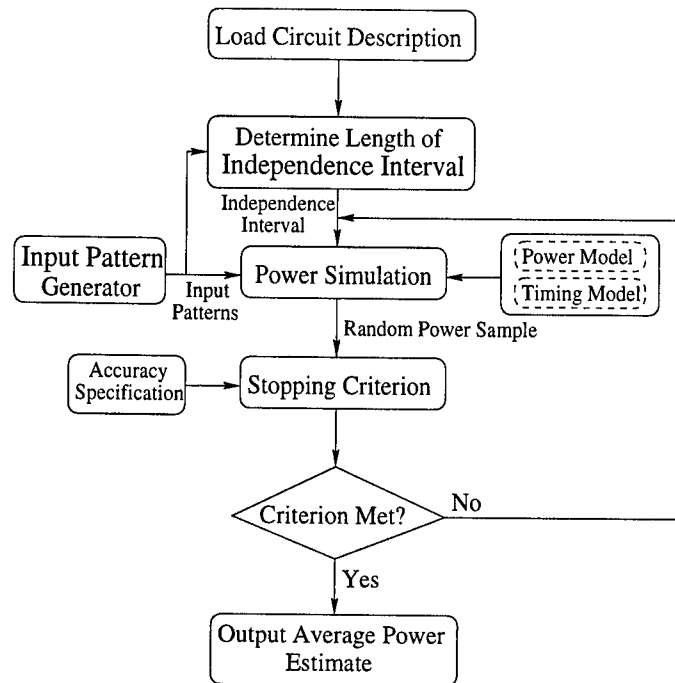 Load Circuit Description
Determine Length of
Independence Interval
Independence
Interval
Input Pattern
Generator
Input
Patterns
Power Simulation
Power Model
Timing Model
Random Power Sample
Accuracy
Specification
Stopping Criterion
Criterion Met?
No
Yes
Output Average Power
Estimate